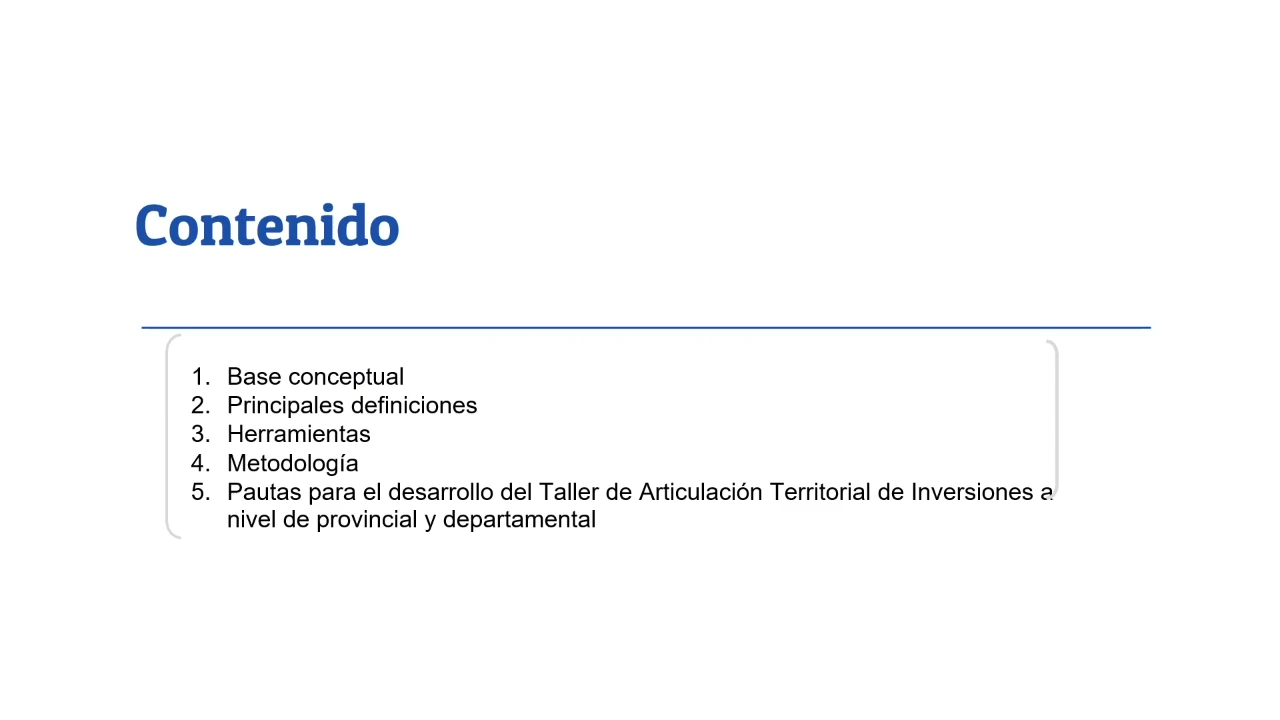 Contenido
1. Base conceptual
2. Principales definiciones
3. Herramientas
4. Metodología
5. Pautas para el desarrollo del Taller de Articulación Territorial de Inversiones a
nivel de provincial y departamental